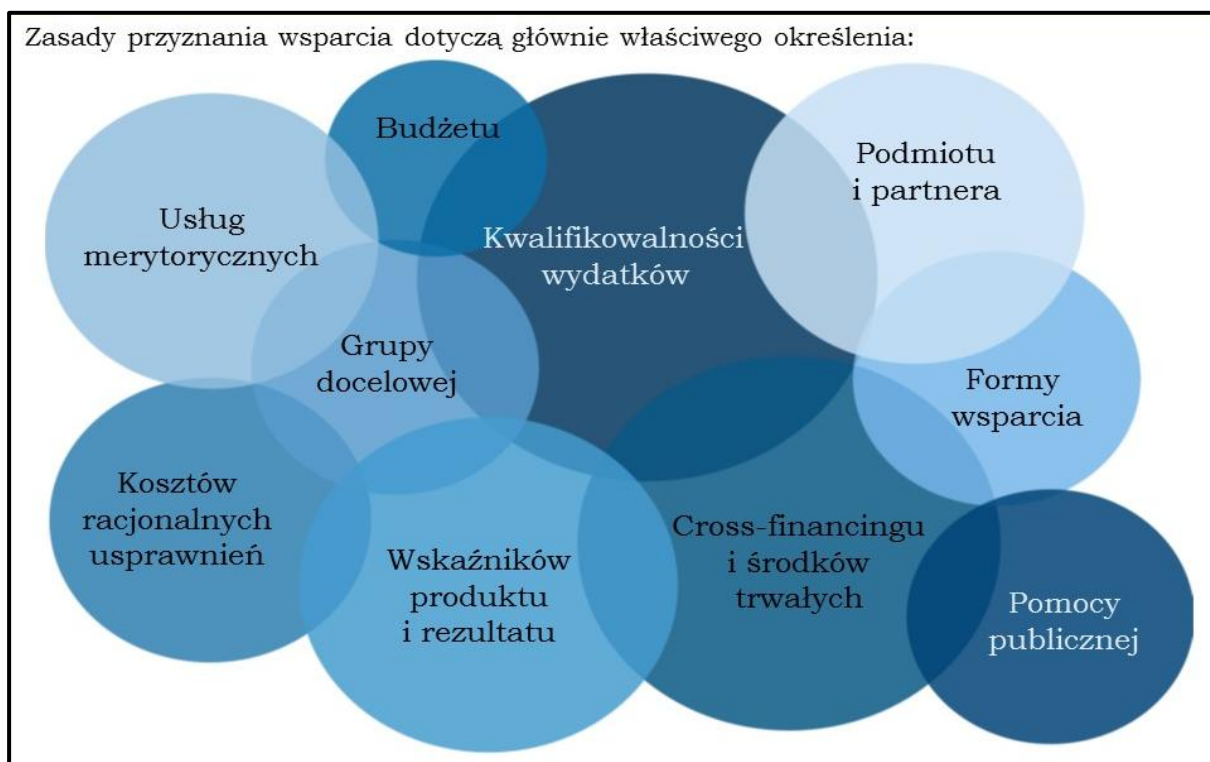 Zasady przyznania wsparcia dotyczą głównie właściwego określenia:
Budżetu
Podmiotu
i partnera
Usług
merytorycznych
Kwalifikowalności
wydatków
Grupy
docelowej
Formy
wsparcia
Kosztów
racjonalnych
usprawnień
Wskaźników
produktu
i rezultatu
Cross-financingu
i środków
trwałych
Pomocy
publicznej